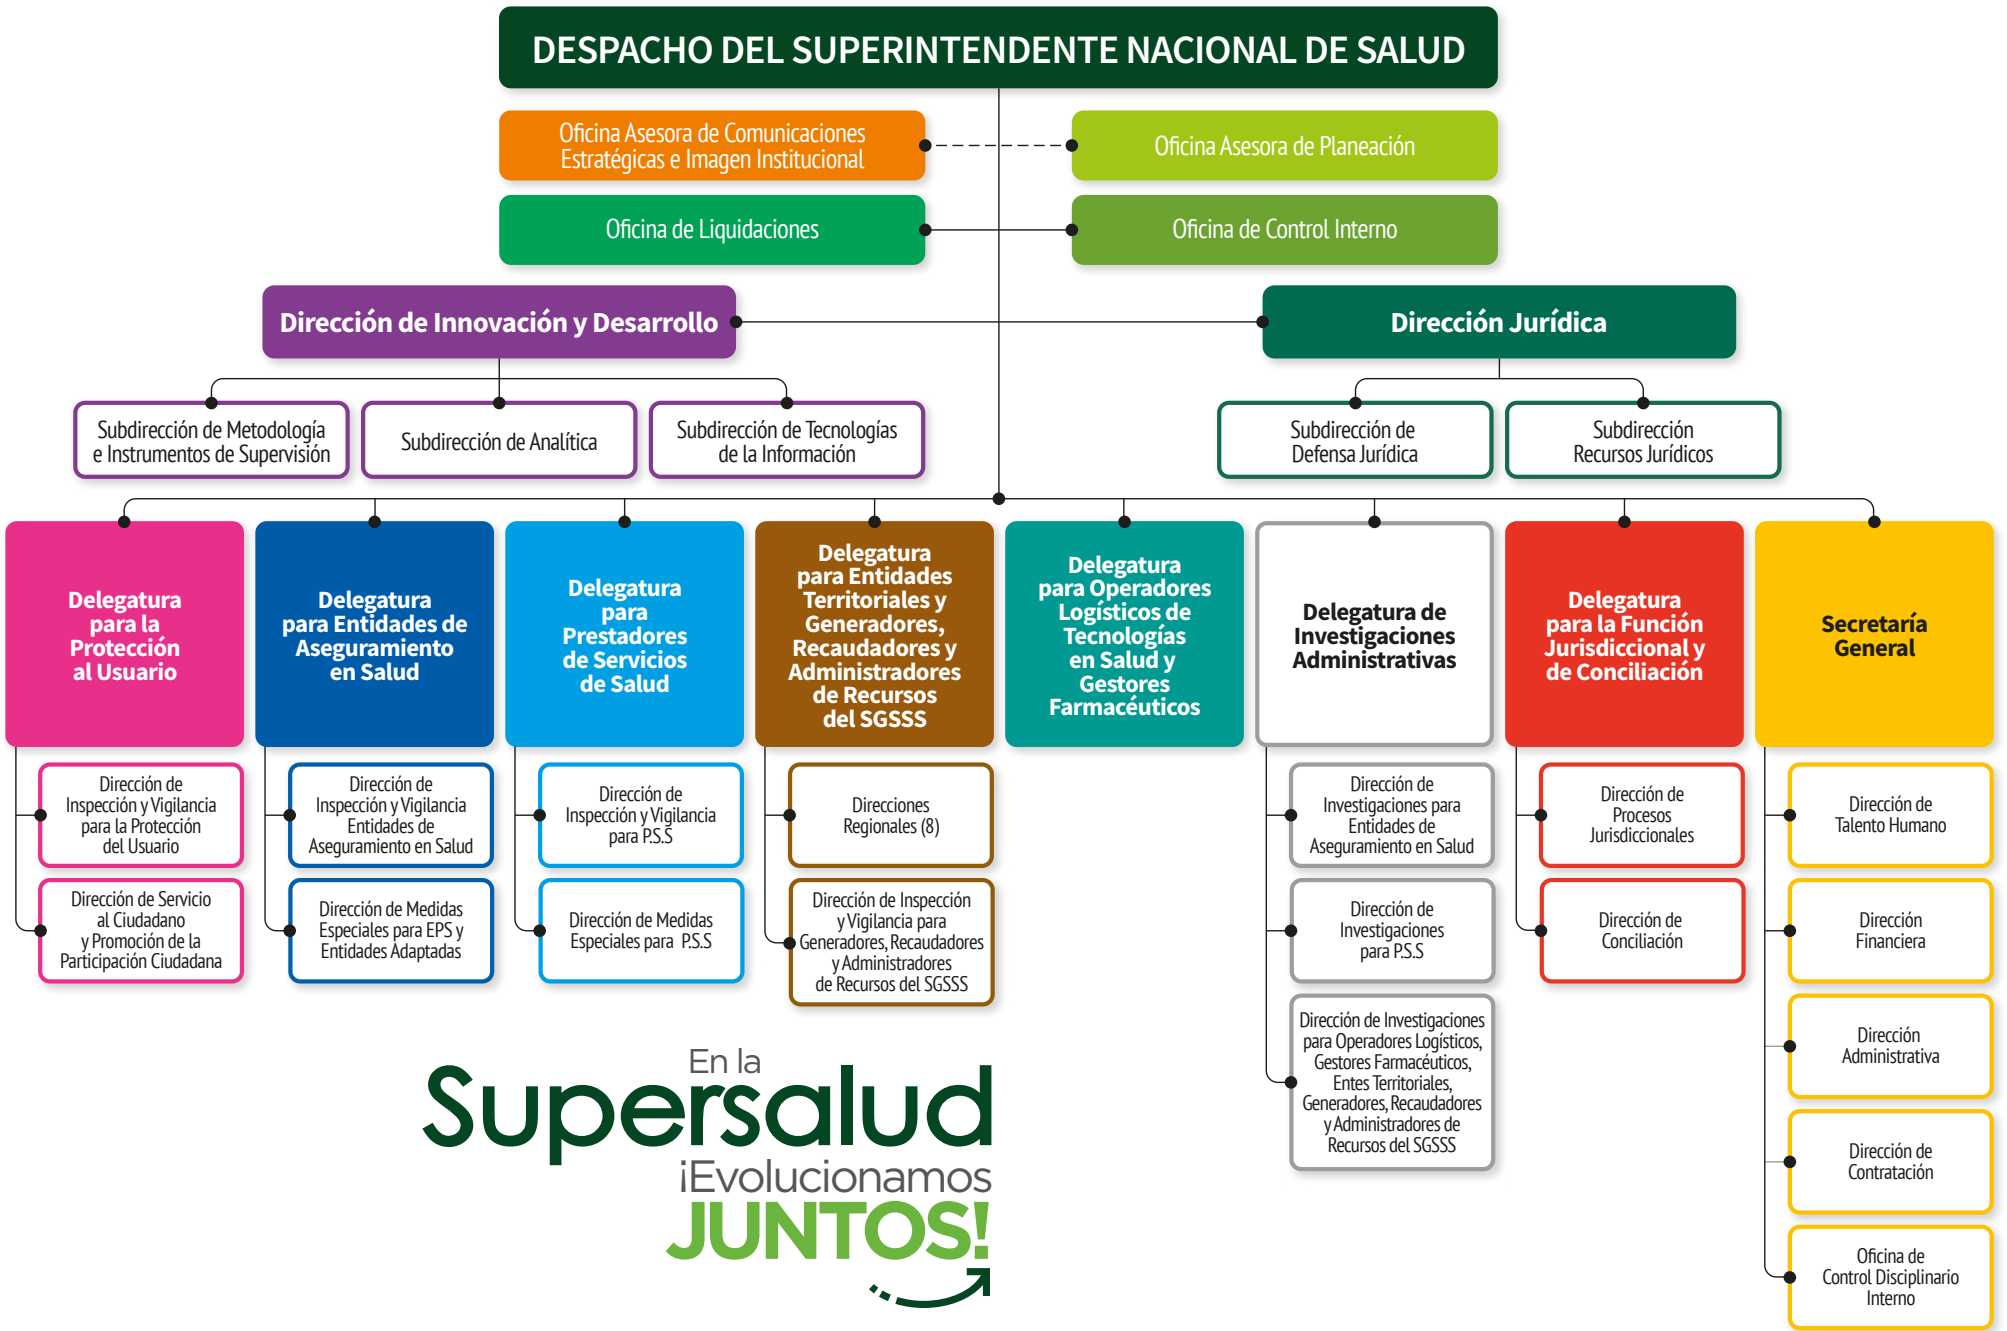 DESPACHO DEL SUPERINTENDENTE NACIONAL DE SALUD
Oficina Asesora de Comunicaciones
Estratégicas e Imagen Institucional
Oficina Asesora de Planeación
Oficina de Liquidaciones
Oficina de Control Interno
Dirección de Innovación y Desarrollo
Dirección Jurídica
Subdirección de Metodología
e Instrumentos de Supervisión
Subdirección de Analítica
Subdirección de Tecnologías
de la Información
Subdirección de
Defensa Jurídica
Subdirección
Recursos Jurídicos
Delegatura
para la
Protección
al Usuario
Delegatura
para Entidades de
Aseguramiento
en Salud
Delegatura
para
Prestadores
de Servicios
de Salud
Delegatura
para Entidades
Territoriales y
Generadores,
Recaudadores y
Administradores
de Recursos
del SGSSS
Delegatura
para Operadores
Logísticos de
Tecnologías
en Salud y
Gestores
Farmacéuticos
Delegatura de
Investigaciones
Administrativas
Delegatura
para la Función
Jurisdiccional y
de Conciliación
Secretaría
General
Dirección de
Inspección y Vigilancia
para la Protección
del Usuario
Dirección de Servicio
al Ciudadano
y Promoción de la
Participación Ciudadana
Dirección de
Inspección y Vigilancia
Entidades de
Aseguramiento en Salud
Dirección de Medidas
Especiales para EPS y
Entidades Adaptadas
Dirección de
Inspección y Vigilancia
para P.S.S
Dirección de Medidas
Especiales para P.S.S
Direcciones
Regionales (8)
Dirección de Inspección
y Vigilancia para
Generadores, Recaudadores
y Administradores
de Recursos del SGSSS
Dirección de
Investigaciones para
Entidades de
Aseguramiento en Salud
Dirección de
Investigaciones
para P.S.S
Dirección de Investigaciones
para Operadores Logísticos,
Gestores Farmacéuticos,
Entes Territoriales,
Generadores, Recaudadores
y Administradores de
Recursos del SGSSS
Dirección de
Procesos
Jurisdiccionales
Dirección de
Conciliación
Dirección de
Talento Humano
Dirección
Financiera
Dirección
Administrativa
Dirección de
Contratación
Oficina de
Control Disciplinario
Interno
En la
Supersalud
¡Evolucionamos
JUNTOS!